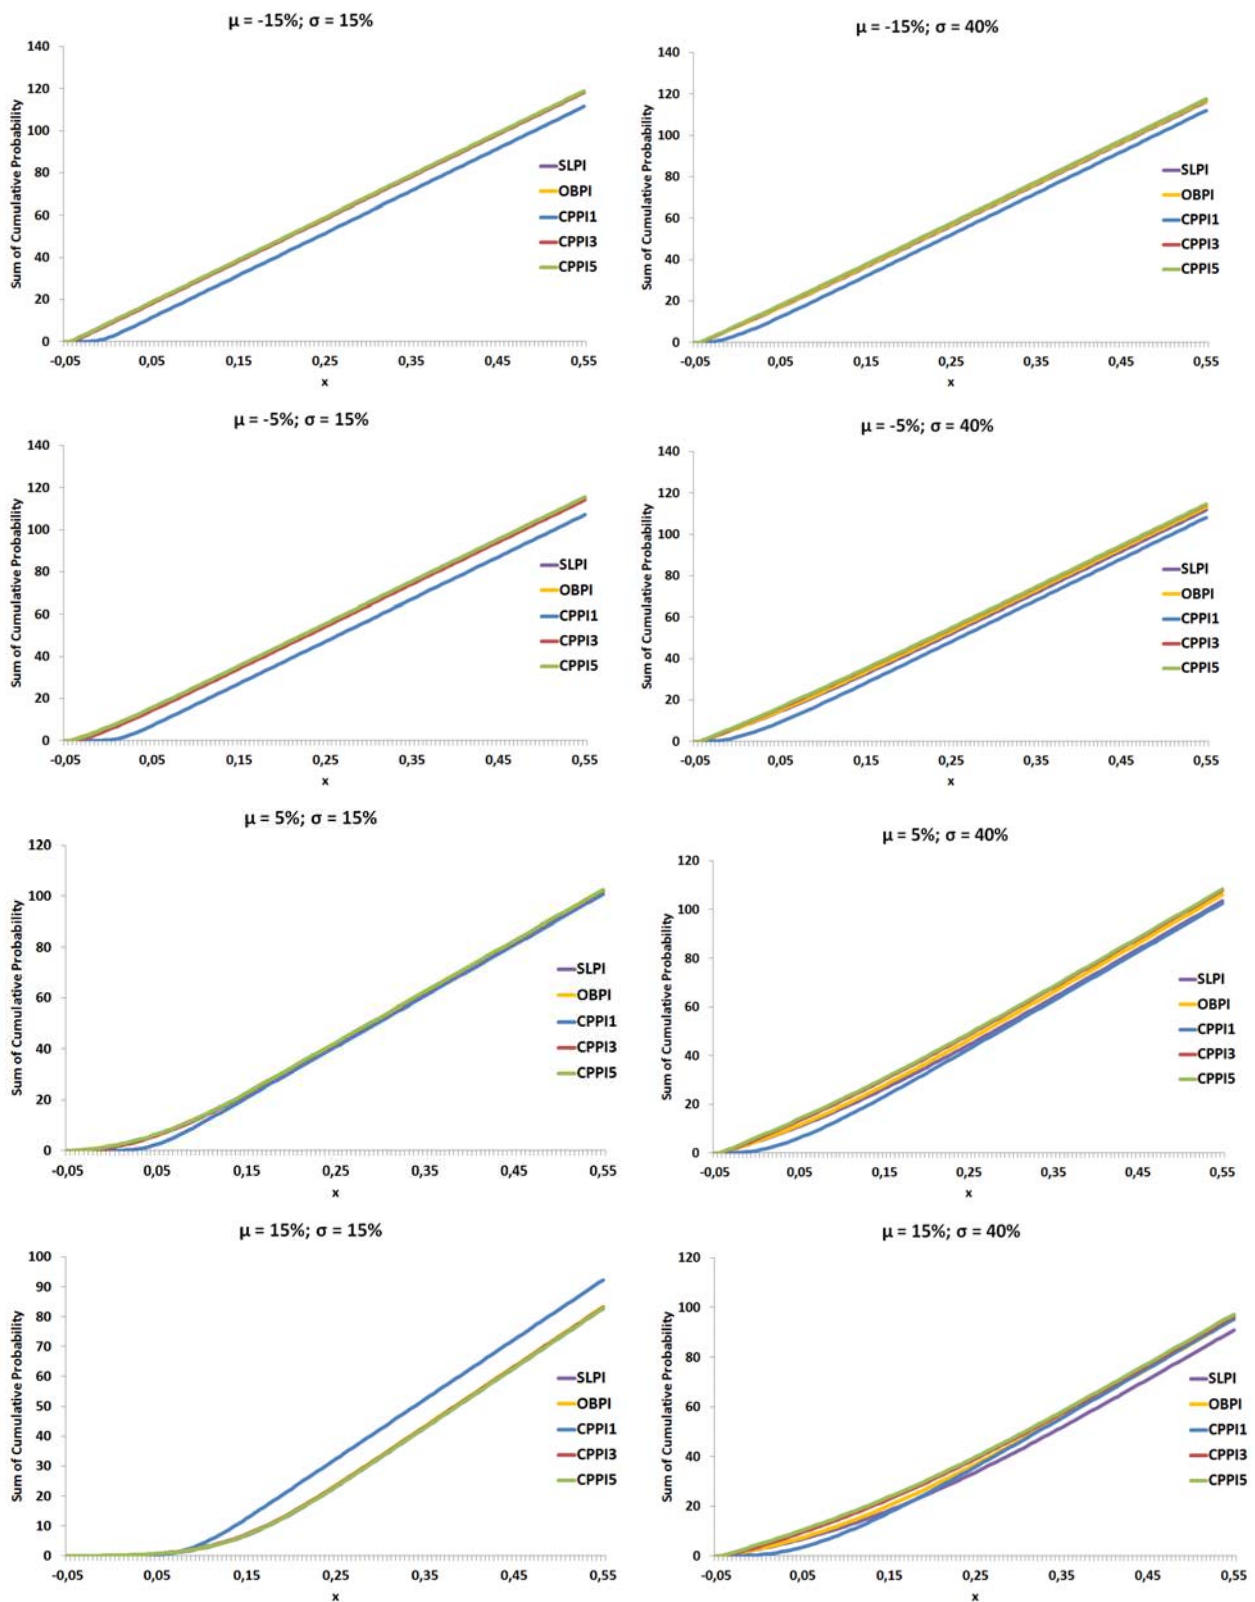 μ = -15%; σ = 15%
Sum of Cumulative Probability
140
120
100
80
60
40
20
0
-0,05
0,05
0,15
0,25
0,35
0,45
0,55
x
SLPI
OBPI
CPPI1
CPPI3
CPPI5
μ = -15%; σ = 40%
Sum of Cumulative Probability
140
120
100
80
60
40
20
0
-0,05
0,05
0,15
0,25
0,35
0,45
0,55
x
SLPI
OBPI
CPPI1
CPPI3
CPPI5
μ = -5%; σ = 15%
Sum of Cumulative Probability
140
120
100
80
60
40
20
0
-0,05
0,05
0,15
0,25
0,35
0,45
0,55
x
SLPI
OBPI
CPPI1
CPPI3
CPPI5
μ = -5%; σ = 40%
Sum of Cumulative Probability
140
120
100
80
60
40
20
0
-0,05
0,05
0,15
0,25
0,35
0,45
0,55
x
SLPI
OBPI
CPPI1
CPPI3
CPPI5
μ = 5%; σ = 15%
Sum of Cumulative Probability
120
100
80
60
40
20
0
-0,05
0,05
0,15
0,25
0,35
0,45
0,55
x
SLPI
OBPI
CPPI1
CPPI3
CPPI5
μ = 5%; σ = 40%
Sum of Cumulative Probability
120
100
80
60
40
20
0
-0,05
0,05
0,15
0,25
0,35
0,45
0,55
x
SLPI
OBPI
CPPI1
CPPI3
CPPI5
μ = 15%; σ = 15%
Sum of Cumulative Probability
100
90
80
70
60
50
40
30
20
10
0
-0,05
0,05
0,15
0,25
0,35
0,45
0,55
x
SLPI
OBPI
CPPI1
CPPI3
CPPI5
μ = 15%; σ = 40%
Sum of Cumulative Probability
120
100
80
60
40
20
0
-0,05
0,05
0,15
0,25
0,35
0,45
0,55
x
SLPI
OBPI
CPPI1
CPPI3
CPPI5